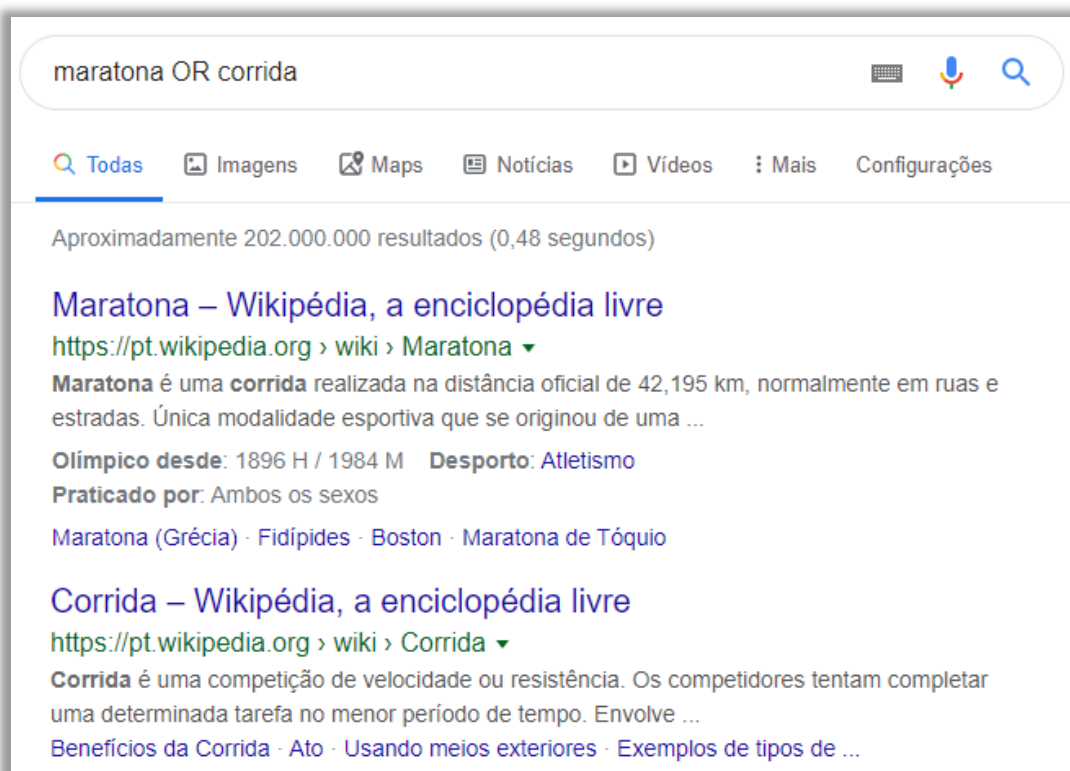 maratona OR corrida
Todas Imagens Maps Notícias Vídeos Mais Configurações
Aproximadamente 202.000.000 resultados (0,48 segundos)
Maratona – Wikipédia, a enciclopédia livre
https://pt.wikipedia.org › wiki › Maratona
Maratona é uma corrida realizada na distância oficial de 42,195 km, normalmente em ruas e
estradas. Única modalidade esportiva que se originou de uma ...
Olímpico desde: 1896 H / 1984 M Desporto: Atletismo
Praticado por: Ambos os sexos
Maratona (Grécia) · Fidípides · Boston · Maratona de Tóquio
Corrida – Wikipédia, a enciclopédia livre
https://pt.wikipedia.org › wiki › Corrida
Corrida é uma competição de velocidade ou resistência. Os competidores tentam completar
uma determinada tarefa no menor período de tempo. Envolve ...
Benefícios da Corrida · Ato · Usando meios exteriores · Exemplos de tipos de ...